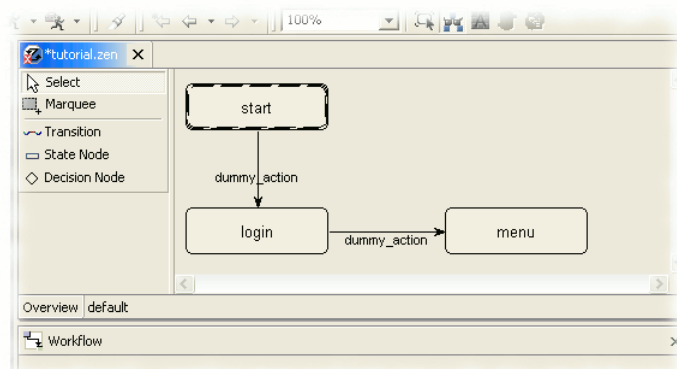 100%
*tutorial.zen
Select
Marquee
Transition
State Node
Decision Node
start
dummy_action
login
dummy_action
menu
Overview default
Workflow